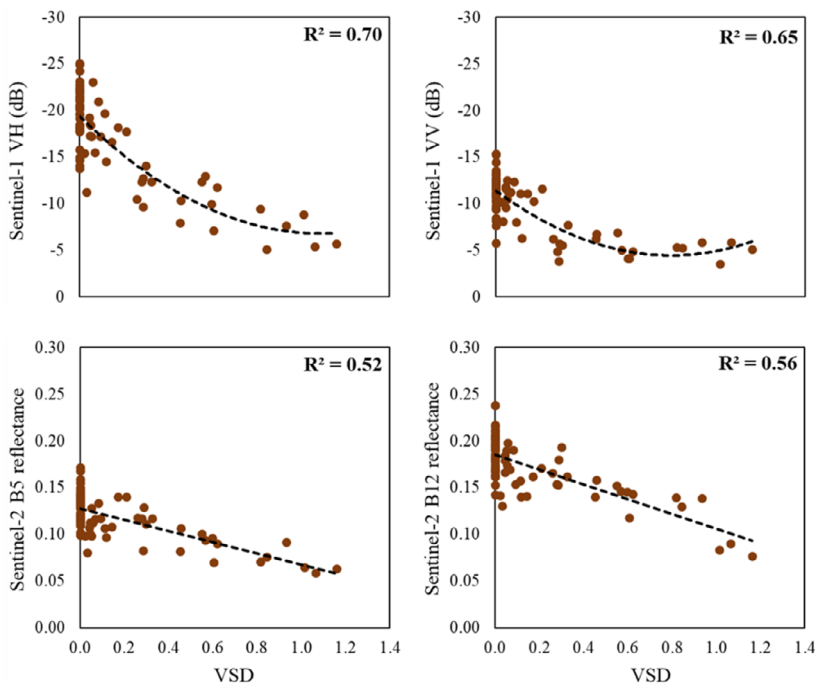 R² = 0.70
Sentinel-1 VH (dB)
-30
-25
-20
-15
-10
-5
0
R² = 0.65
Sentinel-1 VV (dB)
-30
-25
-20
-15
-10
-5
0
R² = 0.52
Sentinel-2 B5 reflectance
0.30
0.25
0.20
0.15
0.10
0.05
0.00
0.0 0.2 0.4 0.6 0.8 1.0 1.2 1.4
VSD
R² = 0.56
Sentinel-2 B12 reflectance
0.30
0.25
0.20
0.15
0.10
0.05
0.00
0.0 0.2 0.4 0.6 0.8 1.0 1.2 1.4
VSD